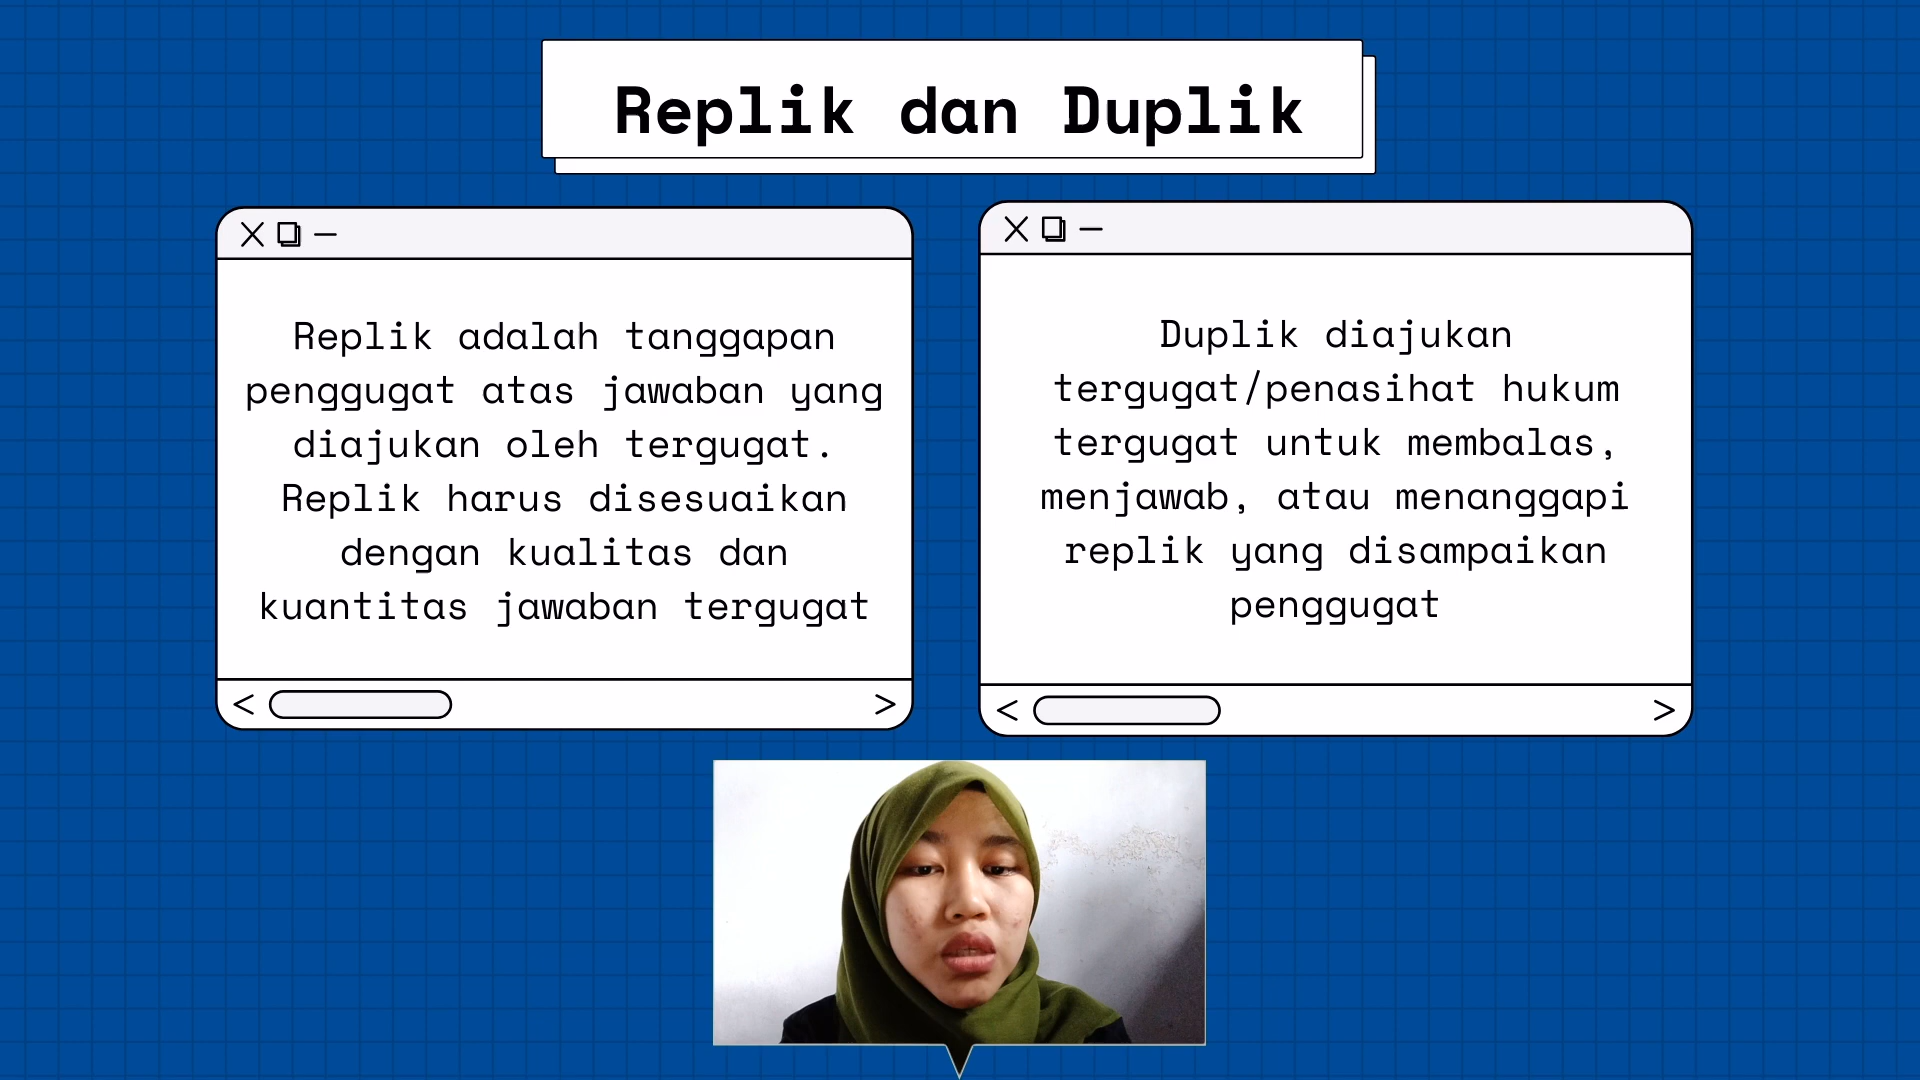 Replik dan Duplik
Replik adalah tanggapan
penggugat atas jawaban yang
diajukan oleh tergugat.
Replik harus disesuaikan
dengan kualitas dan
kuantitas jawaban tergugat
Duplik diajukan
tergugat/penasihat hukum
tergugat untuk membalas,
menjawab, atau menanggapi
replik yang disampaikan
penggugat